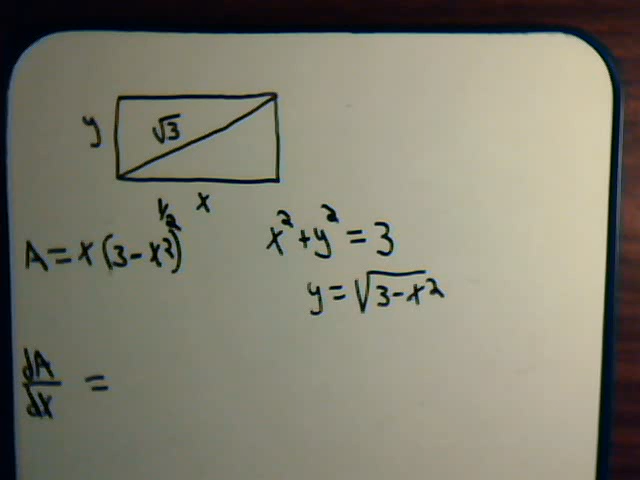 y
√3
x
A = x(3-x²)^1/2
x² + y² = 3
y = √3-x²
dA/dx =